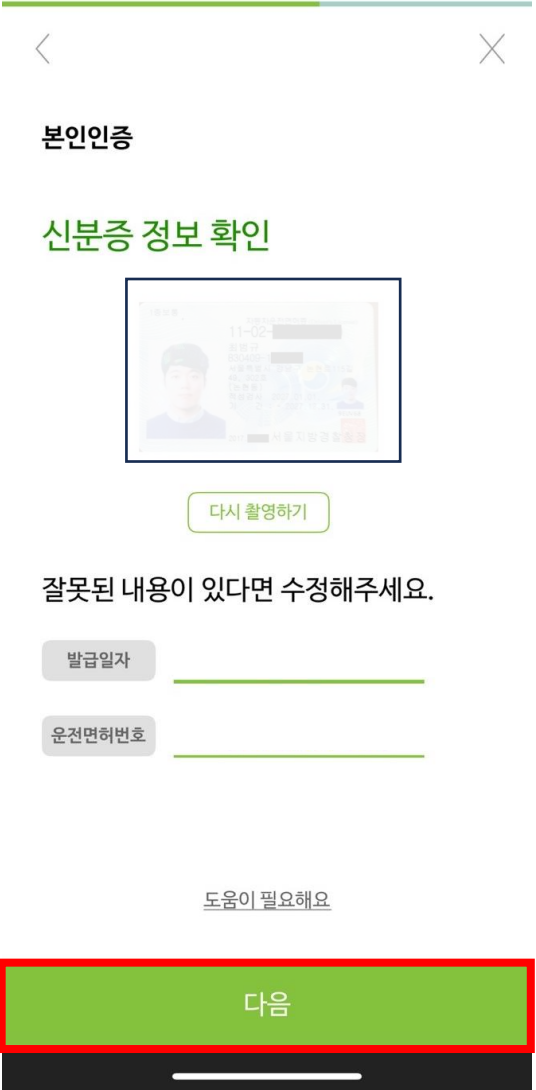 본인인증
신분증 정보 확인
11-02-
다시 촬영하기
잘못된 내용이 있다면 수정해주세요.
발급일자
운전면허번호
도움이 필요해요
다음